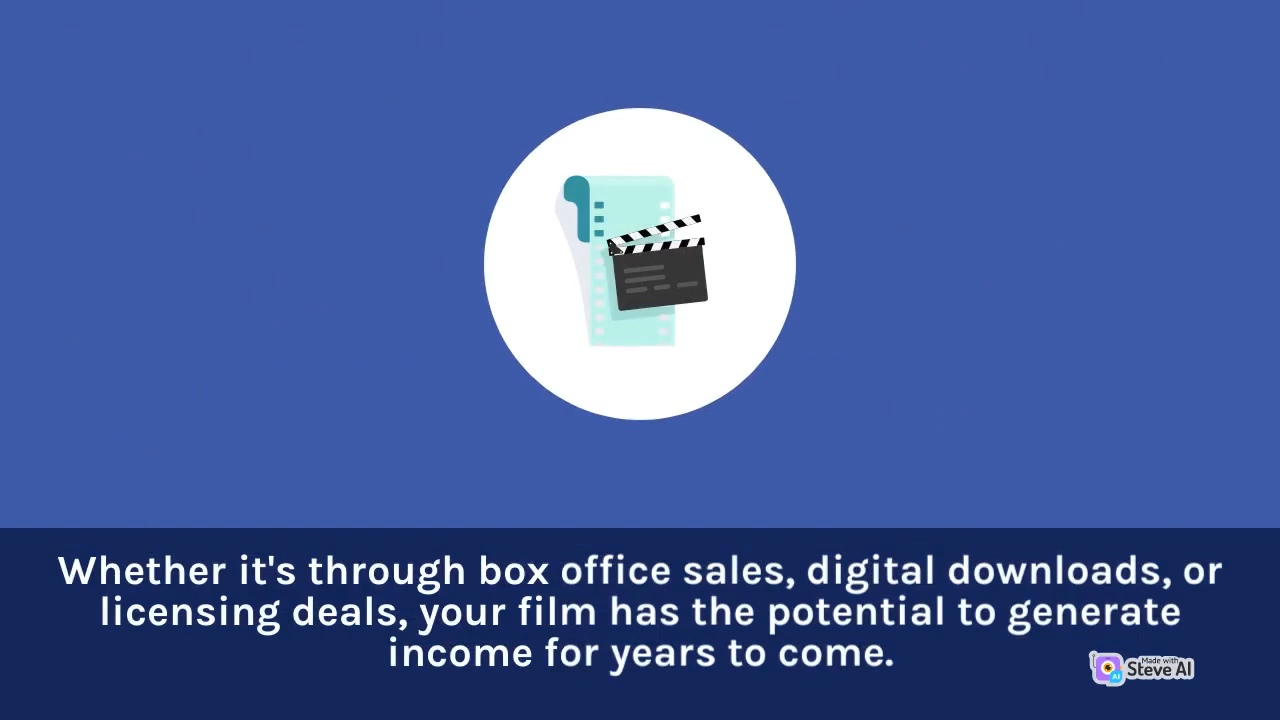 Whether it's through box office sales, digital downloads, or
licensing deals, your film has the potential to generate
income for years to come.
Made with
Steve AI
AI